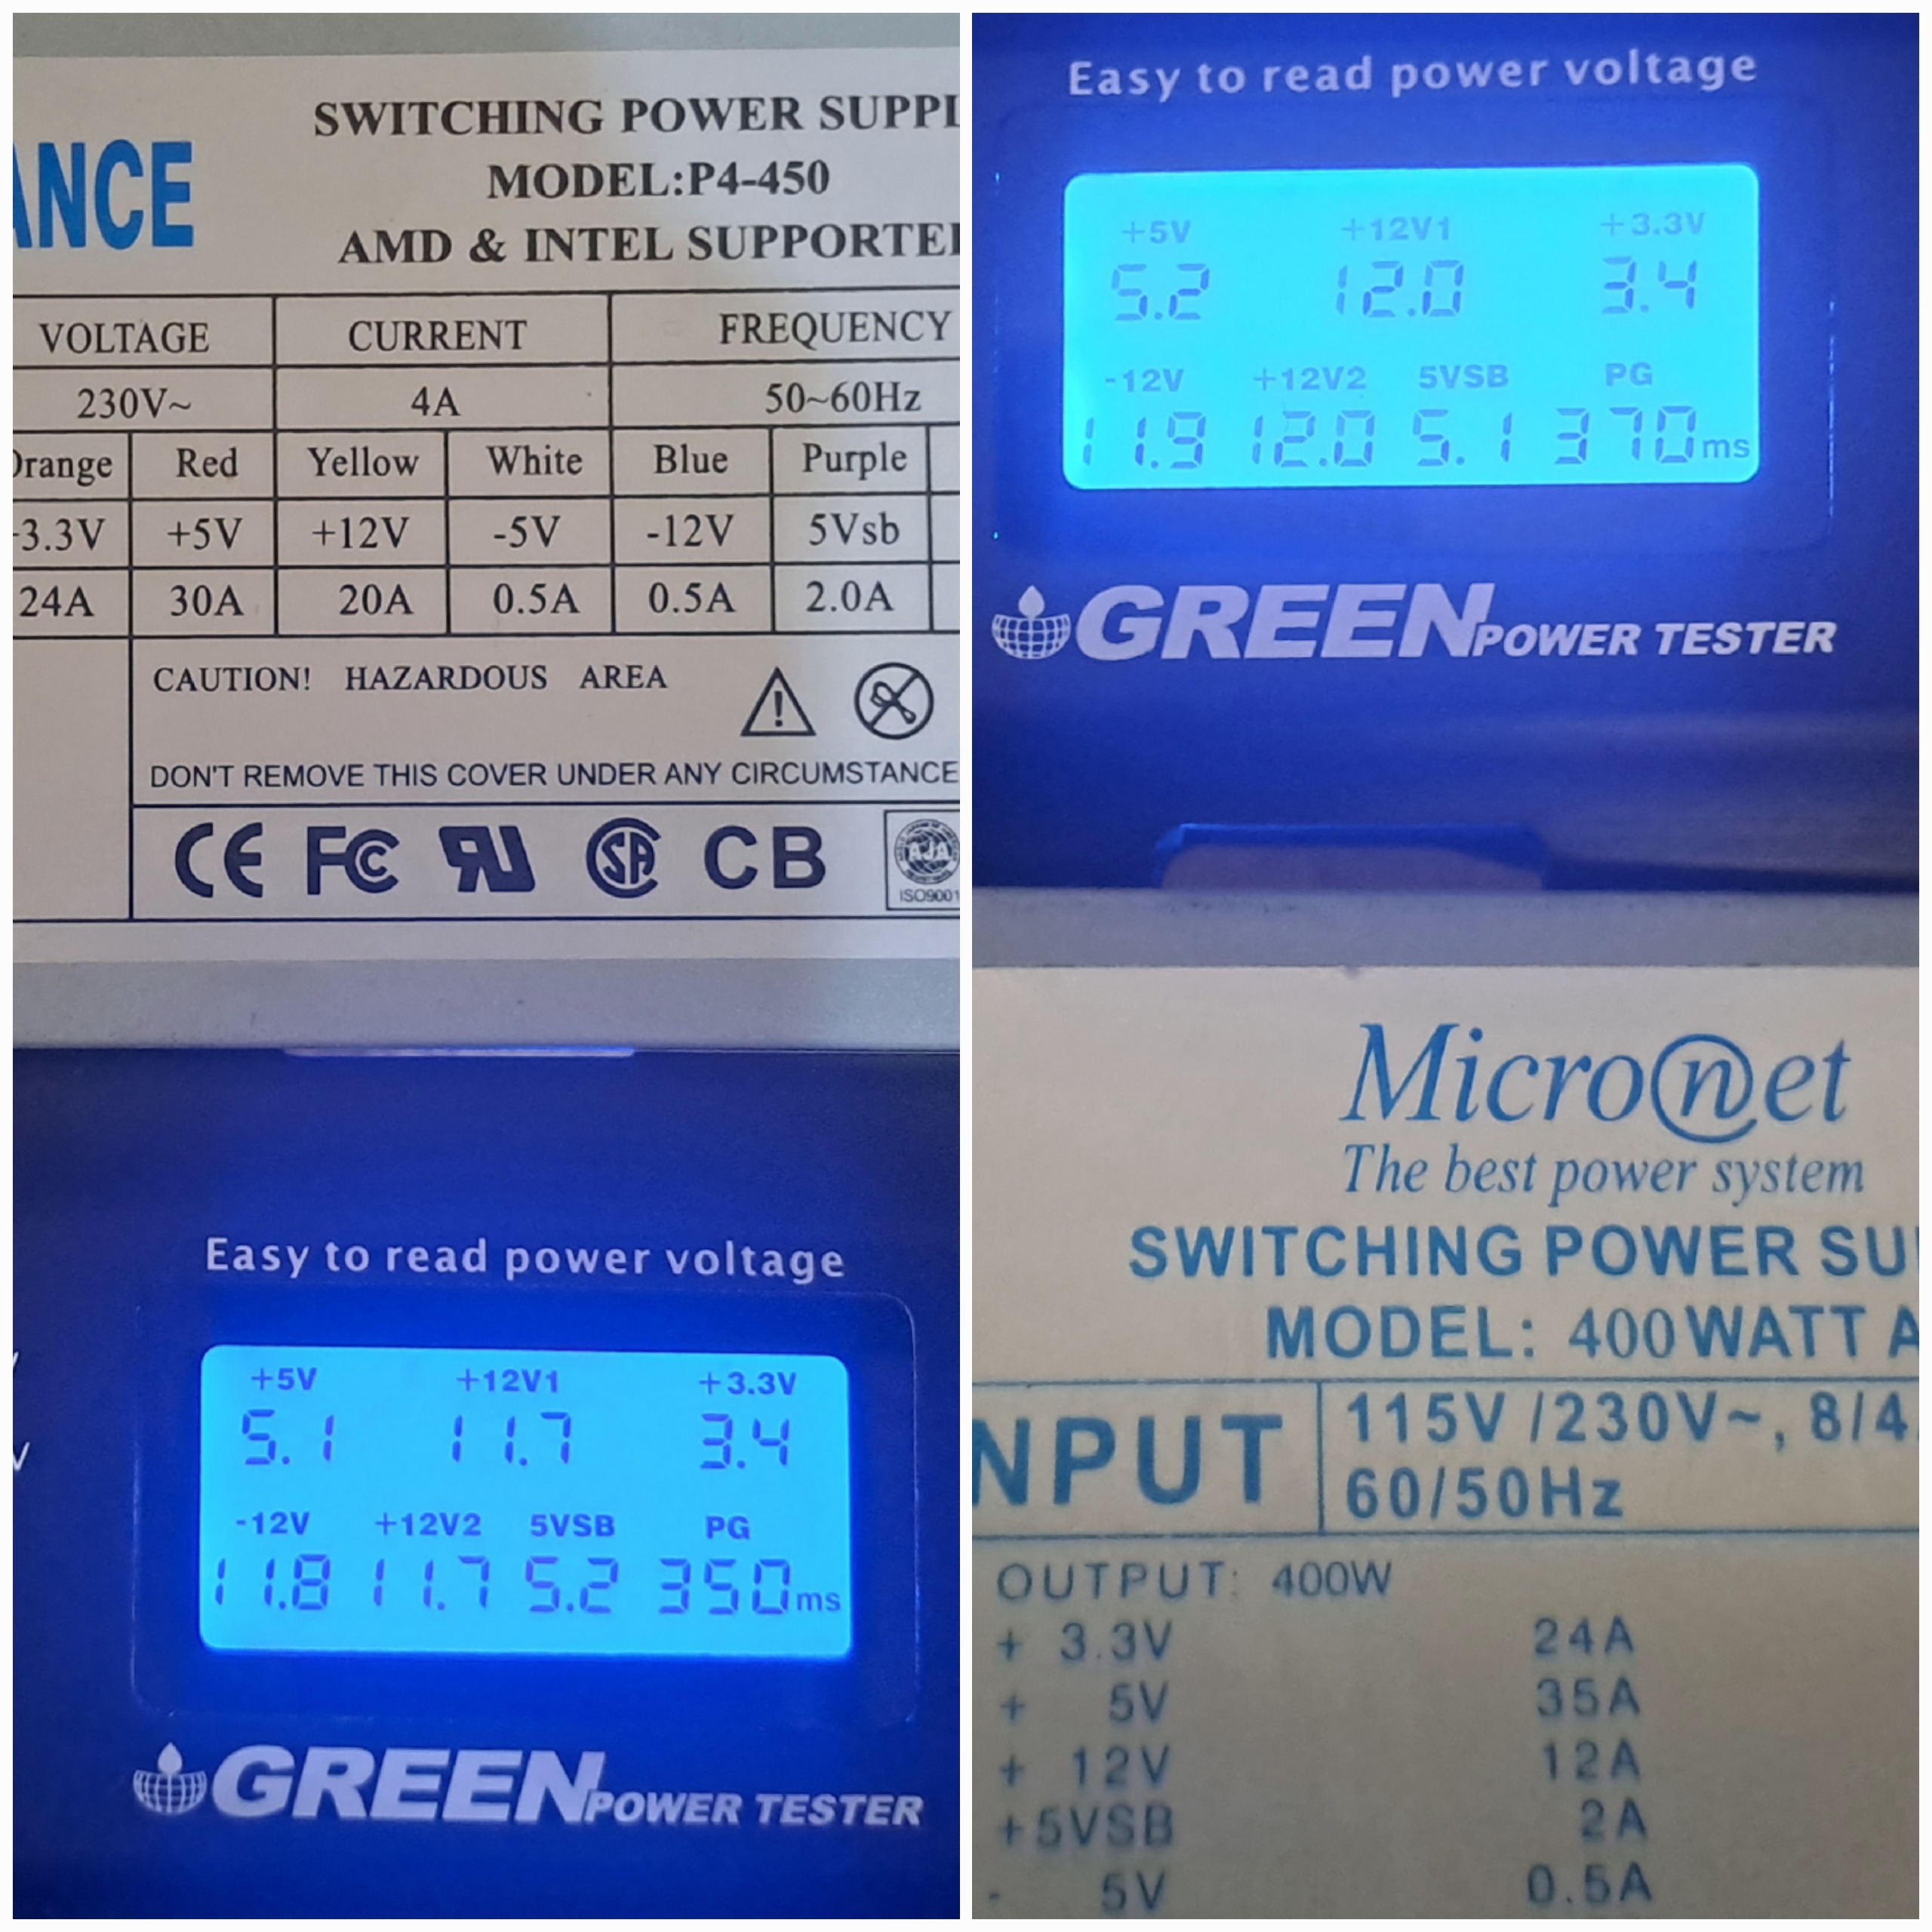 ANCE
SWITCHING POWER SUPPL
MODEL:P4-450
AMD & INTEL SUPPORTE
VOLTAGE CURRENT FREQUENCY
230V~ 4A 50~60Hz
Orange Red Yellow White Blue Purple
-3.3V +5V +12V -5V -12V 5Vsb
24A 30A 20A 0.5A 0.5A 2.0A
CAUTION! HAZARDOUS AREA
DON'T REMOVE THIS COVER UNDER ANY CIRCUMSTANCE
CE FC RU SA CB AJA
ISO9001
Easy to read power voltage
+5V +12V1 +3.3V
5.2 12.0 3.4
-12V +12V2 5VSB PG
11.9 12.0 5.1 370ms
GREEN POWER TESTER
Easy to read power voltage
+5V +12V1 +3.3V
5.1 11.7 3.4
-12V +12V2 5VSB PG
11.8 11.7 5.2 350ms
GREEN POWER TESTER
Micronet
The best power system
SWITCHING POWER SU
MODEL: 400WATT A
NPUT 115V /230V~, 8/4
60/50Hz
OUTPUT: 400W
+ 3.3V 24A
+ 5V 35A
+ 12V 12A
+5VSB 2A
- 5V 0.5A